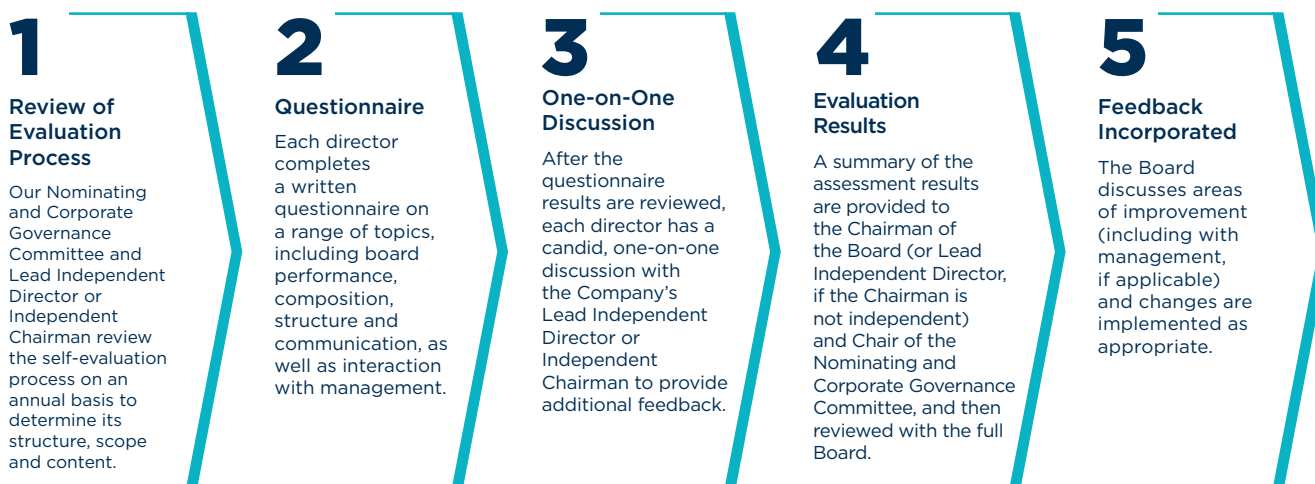 1
Review of
Evaluation
Process
Our Nominating
and Corporate
Governance
Committee and
Lead Independent
Director or
Independent
Chairman review
the self-evaluation
process on an
annual basis to
determine its
structure, scope
and content.
2
Questionnaire
Each director
completes
a written
questionnaire on
a range of topics,
including board
performance,
composition,
structure and
communication, as
well as interaction
with management.
3
One-on-One
Discussion
After the
questionnaire
results are reviewed,
each director has a
candid, one-on-one
discussion with
the Company’s
Lead Independent
Director or
Independent
Chairman to provide
additional feedback.
4
Evaluation
Results
A summary of the
assessment results
are provided to
the Chairman of
the Board (or Lead
Independent Director,
if the Chairman is
not independent)
and Chair of the
Nominating and
Corporate Governance
Committee, and then
reviewed with the full
Board.
5
Feedback
Incorporated
The Board
discusses areas
of improvement
(including with
management,
if applicable)
and changes are
implemented as
appropriate.